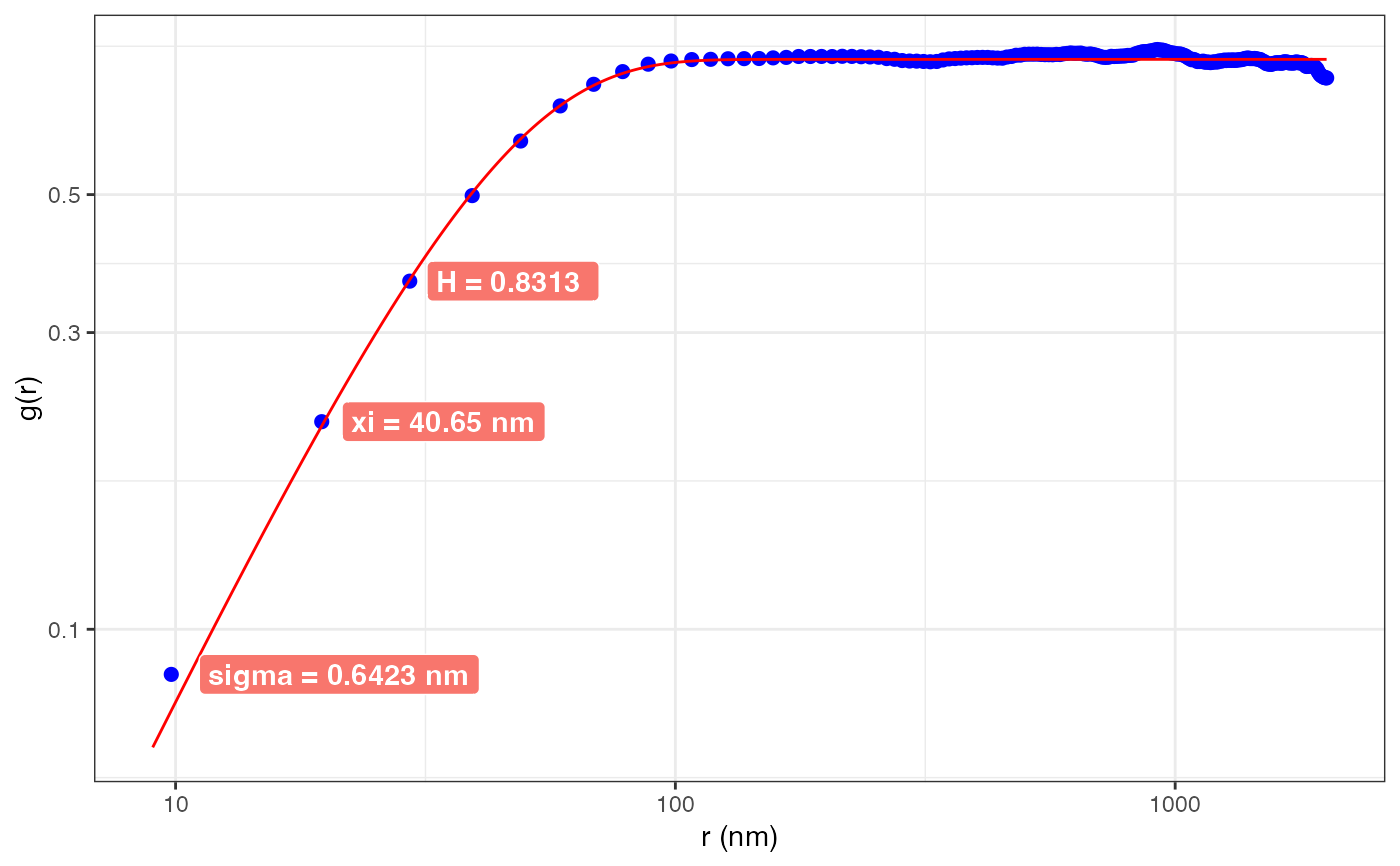 0.5
0.3
0.1
g(r)
H = 0.8313
xi = 40.65 nm
sigma = 0.6423 nm
10
100
1000
r (nm)